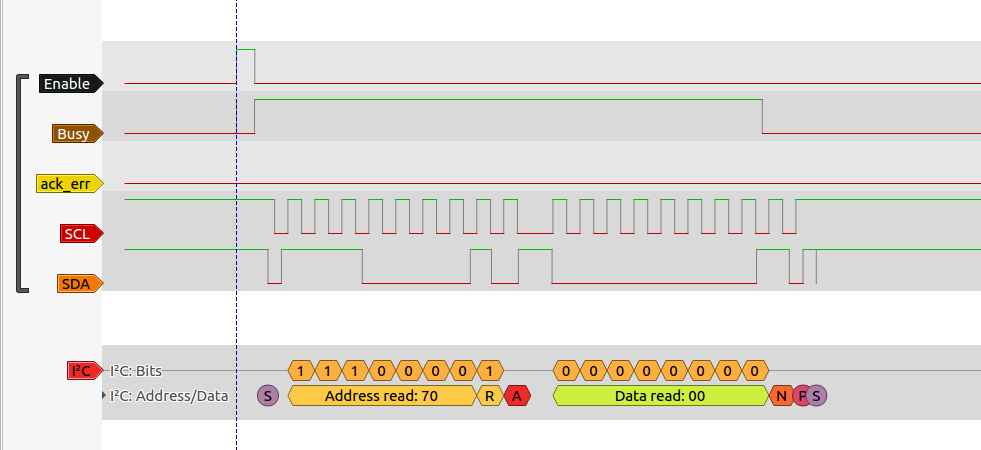 Enable
Busy
ack_err
SCL
SDA
I²C I²C: Bits 1 1 1 0 0 0 0 1 0 0 0 0 0 0 0 0
I²C: Address/Data S Address read: 70 R A Data read: 00 N P S